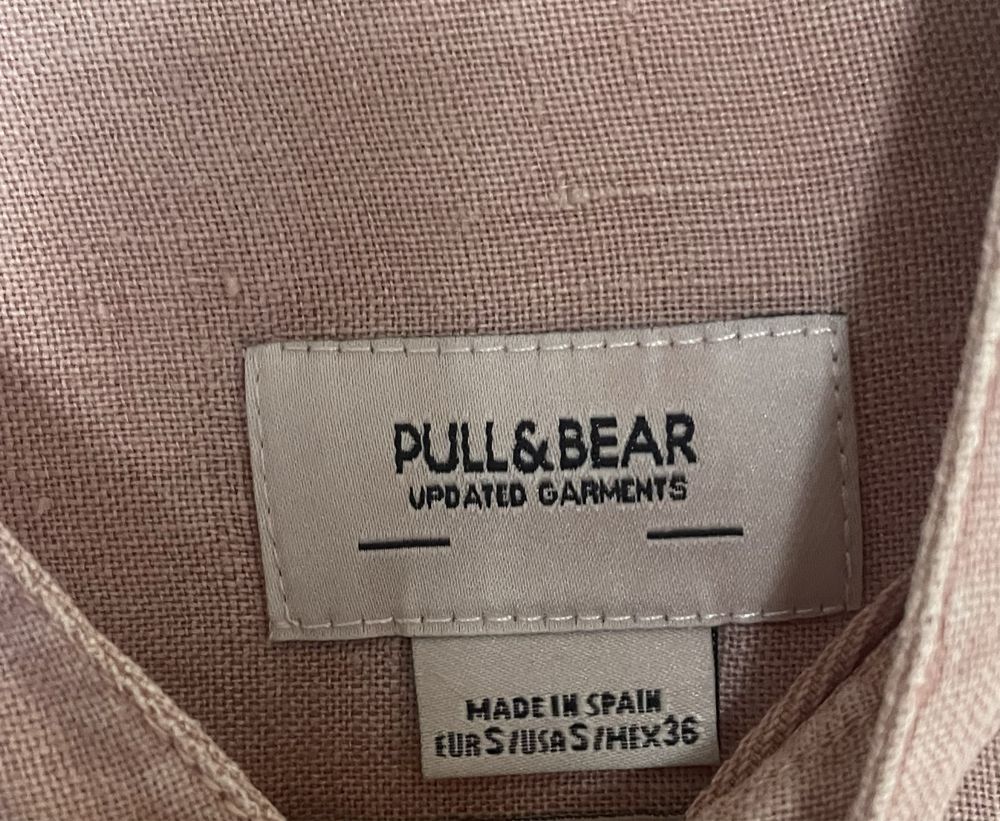 PULL&BEAR
UPDATED GARMENTS
MADE IN SPAIN
EUR S/USA S/MEX 36